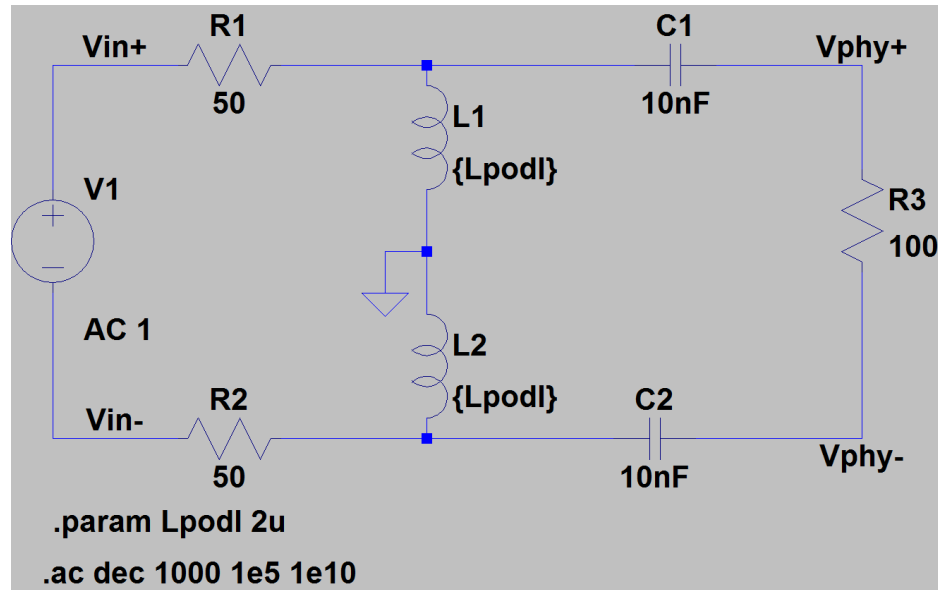 R1
C1
Vin+
Vphy+
50
10nF
L1
{Lpodl}
V1
R3
100
AC 1
L2
{Lpodl}
R2
C2
Vin-
Vphy-
50
10nF
.param Lpodl 2u
.ac dec 1000 1e5 1e10